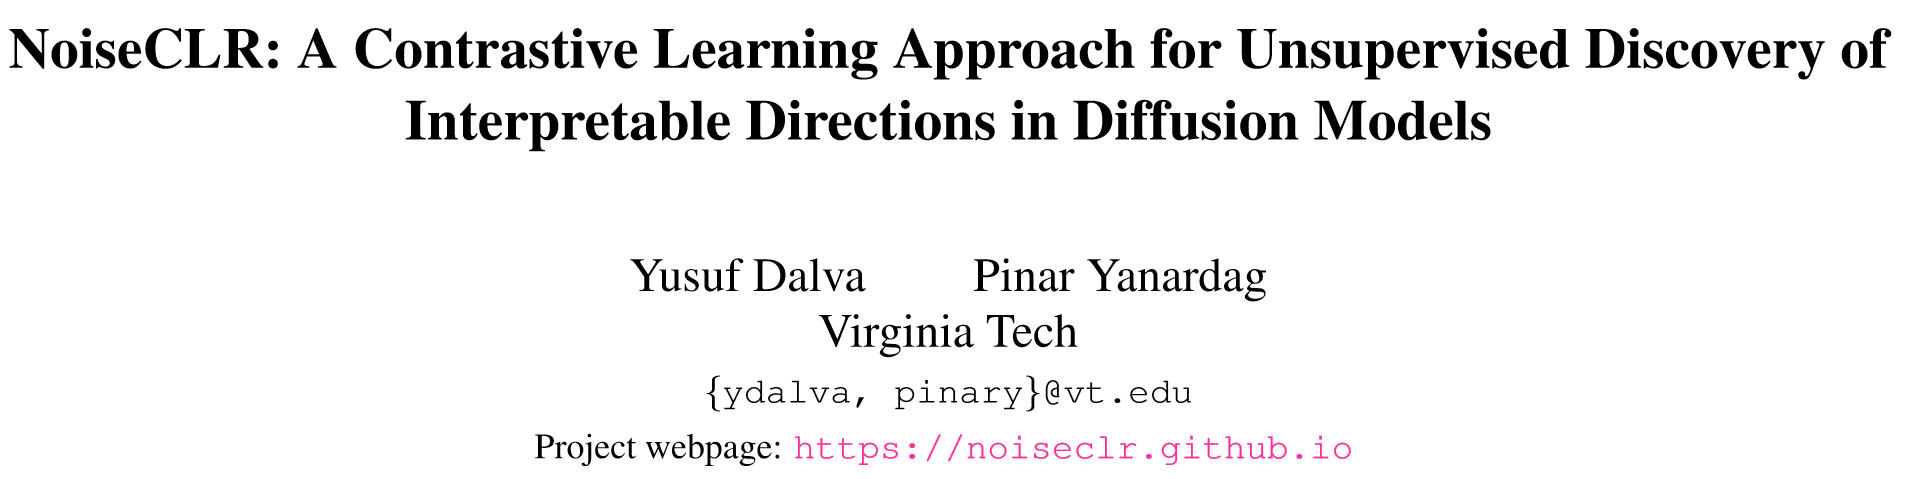 NoiseCLR: A Contrastive Learning Approach for Unsupervised Discovery of
Interpretable Directions in Diffusion Models
Yusuf Dalva Pinar Yanardag
Virginia Tech
{ydalva, pinary}@vt.edu
Project webpage: https://noiseclr.github.io